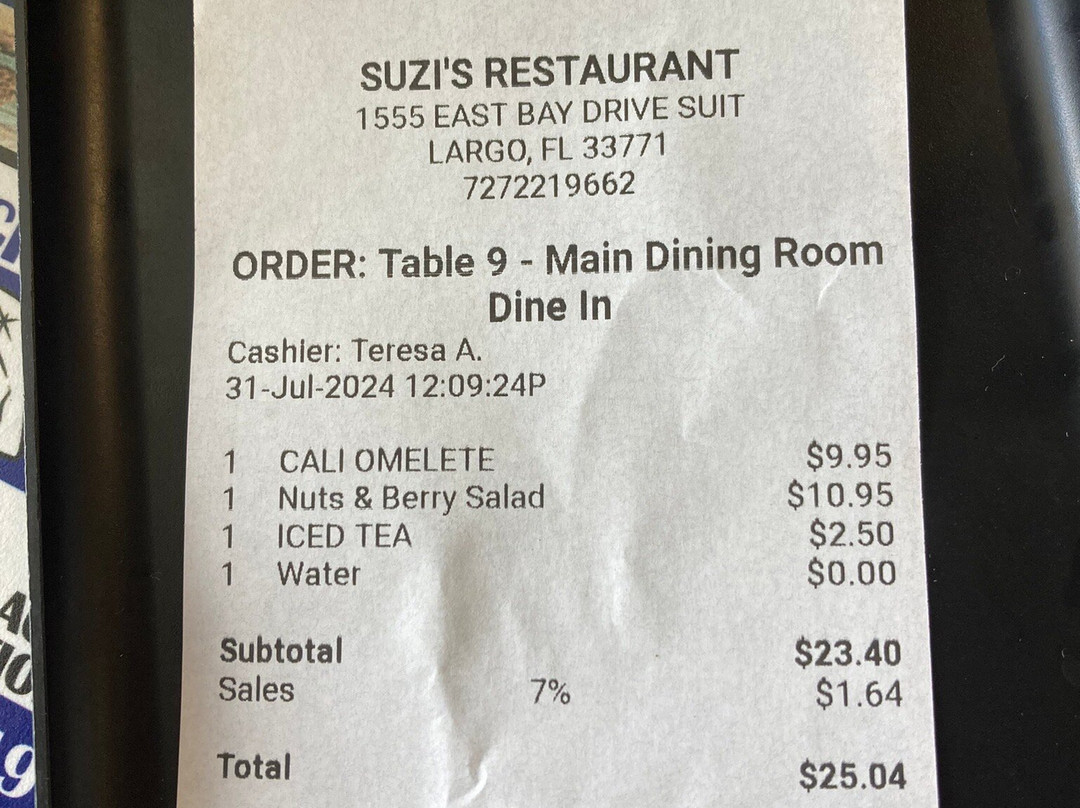 SUZI'S RESTAURANT
1555 EAST BAY DRIVE SUIT
LARGO, FL 33771
7272219662
ORDER: Table 9 - Main Dining Room
Dine In
Cashier: Teresa A.
31-Jul-2024 12:09:24P
1 CALI OMELETE $9.95
1 Nuts & Berry Salad $10.95
1 ICED TEA $2.50
1 Water $0.00
Subtotal $23.40
Sales 7% $1.64
Total $25.04